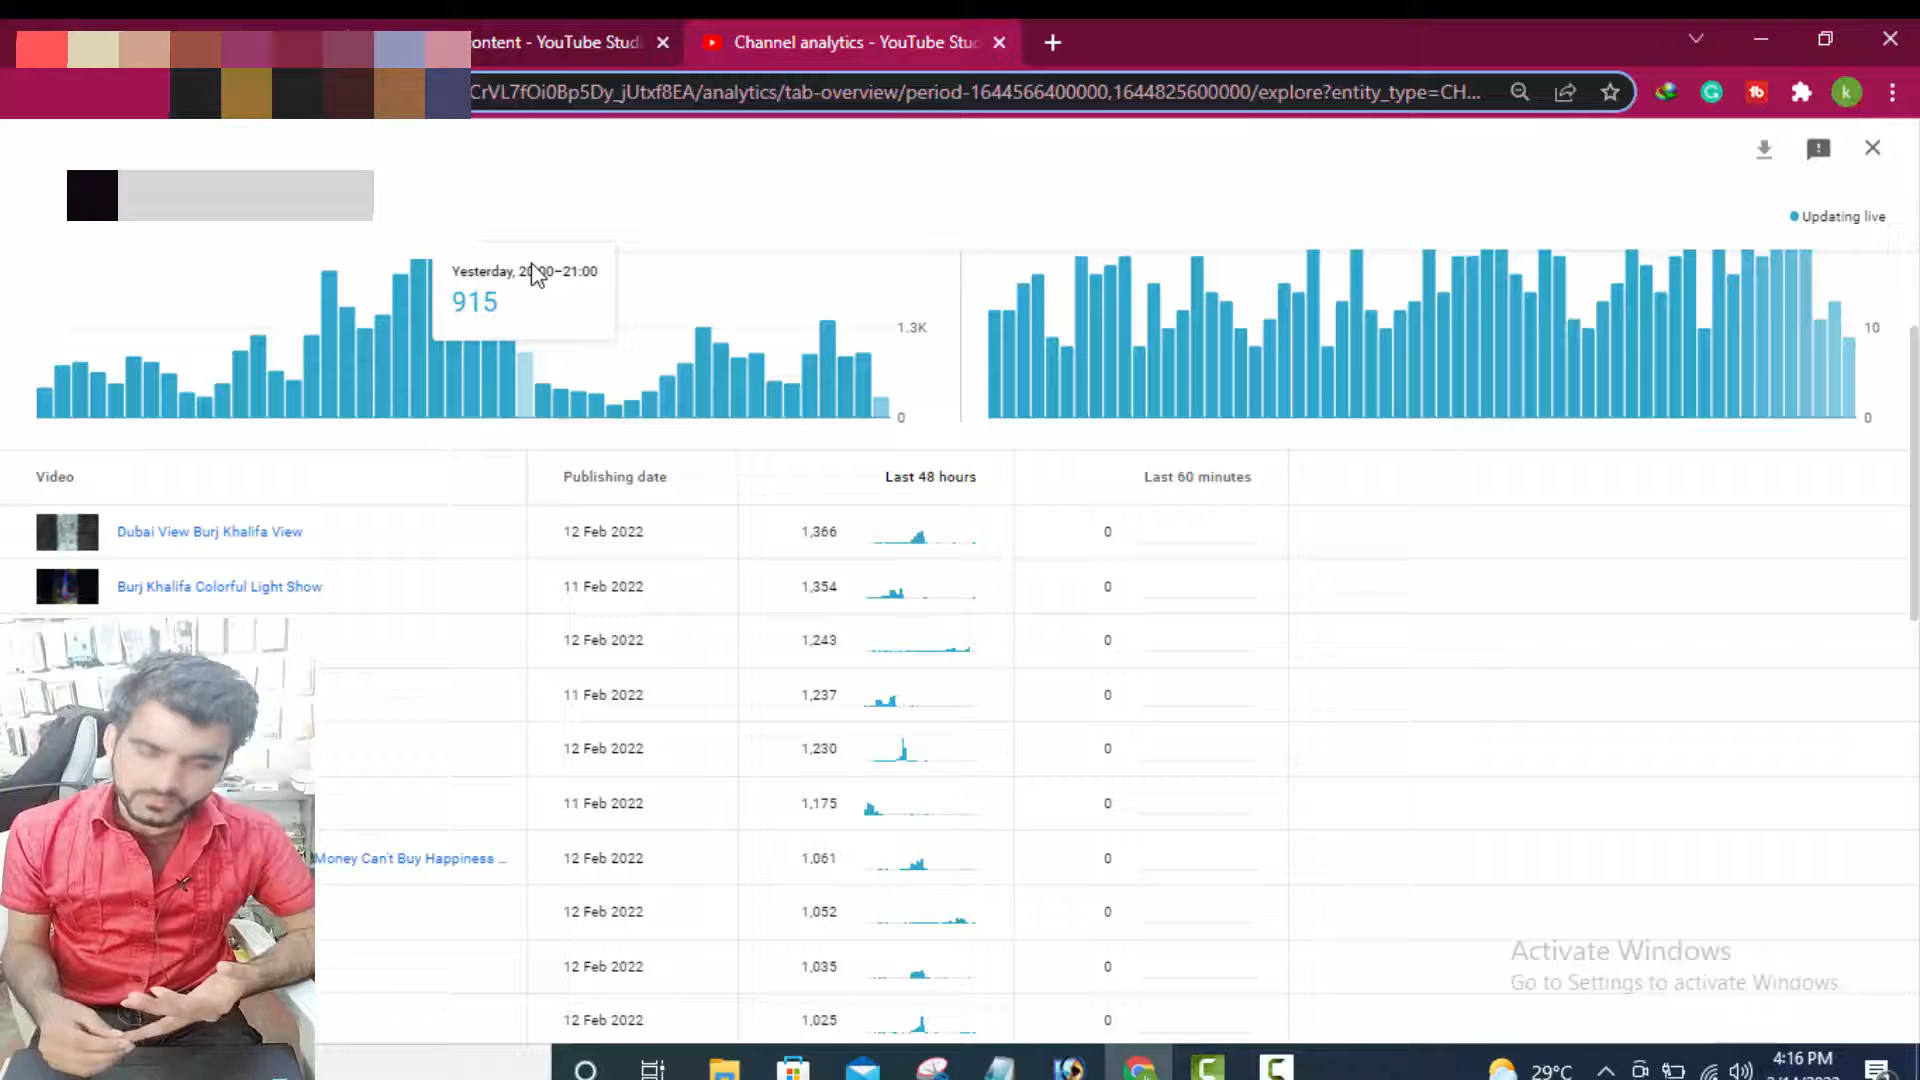 ontent - YouTube Stud
Channel analytics - YouTube Stu
CrVL7fOi0Bp5Dy_jUtxf8EA/analytics/tab-overview/period-1644566400000,1644825600000/explore?entity_type=CH...
k
Updating live
Yesterday, 20:00–21:00
915
1.3K
0
10
0
Video Publishing date Last 48 hours Last 60 minutes
Dubai View Burj Khalifa View 12 Feb 2022 1,366 0
Burj Khalifa Colorful Light Show 11 Feb 2022 1,354 0
12 Feb 2022 1,243 0
11 Feb 2022 1,237 0
12 Feb 2022 1,230 0
11 Feb 2022 1,175 0
Money Can't Buy Happiness ... 12 Feb 2022 1,061 0
12 Feb 2022 1,052 0
12 Feb 2022 1,035 0
12 Feb 2022 1,025 0
Activate Windows
Go to Settings to activate Windows.
29°C
4:16 PM